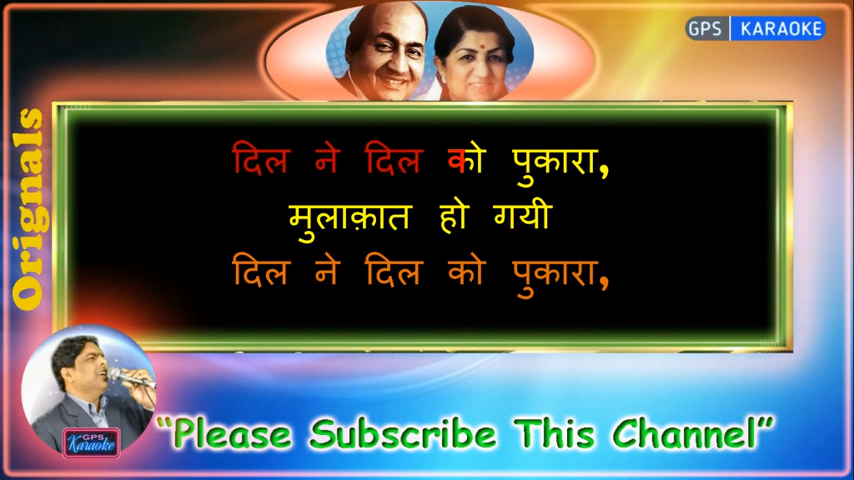 GPS | KARAOKE
Orignals
दिल ने दिल को पुकारा,
मुलाक़ात हो गयी
दिल ने दिल को पुकारा,
GPS
Karaoke
“Please Subscribe This Channel”